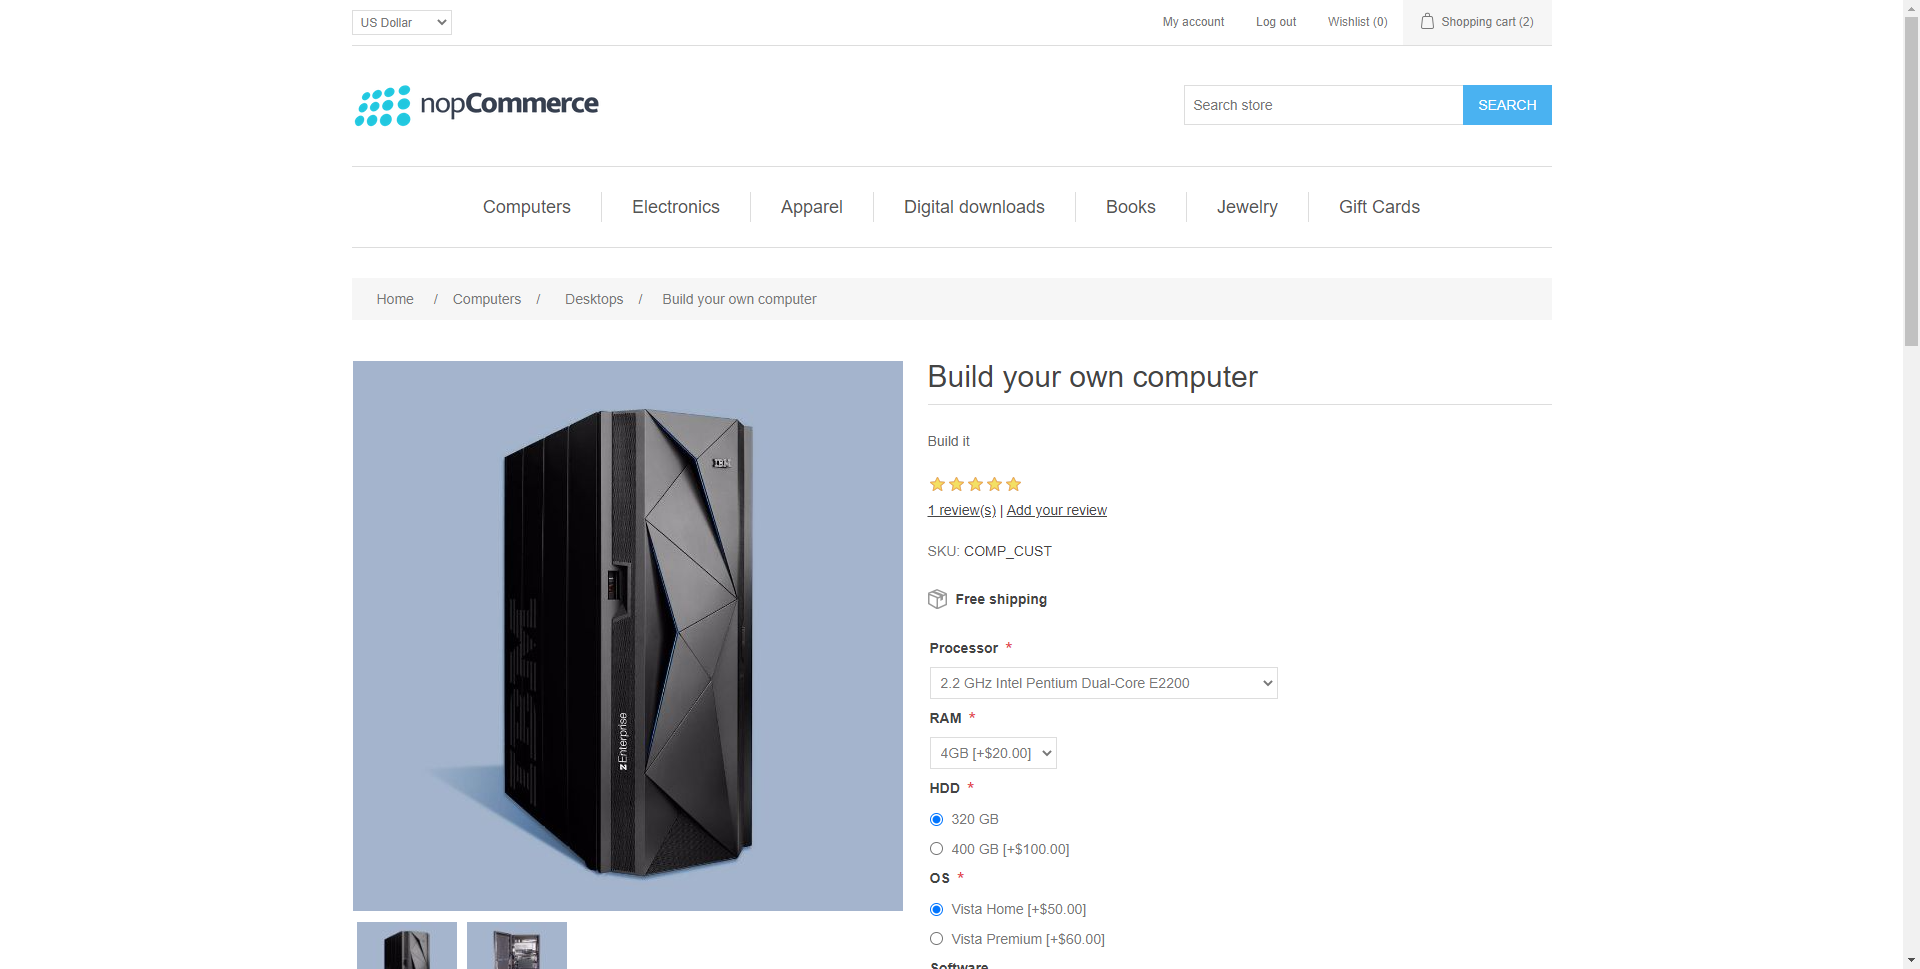 US Dollar
My account
Log out
Wishlist (0)
Shopping cart (2)
nopCommerce
Search store
SEARCH
Computers
Electronics
Apparel
Digital downloads
Books
Jewelry
Gift Cards
Home / Computers / Desktops / Build your own computer
Build your own computer
Build it
1 review(s) | Add your review
SKU: COMP_CUST
Free shipping
Processor *
2.2 GHz Intel Pentium Dual-Core E2200
RAM *
4GB [+$20.00]
HDD *
320 GB
400 GB [+$100.00]
OS *
Vista Home [+$50.00]
Vista Premium [+$60.00]
Software
IBM
IBM
zEnterprise